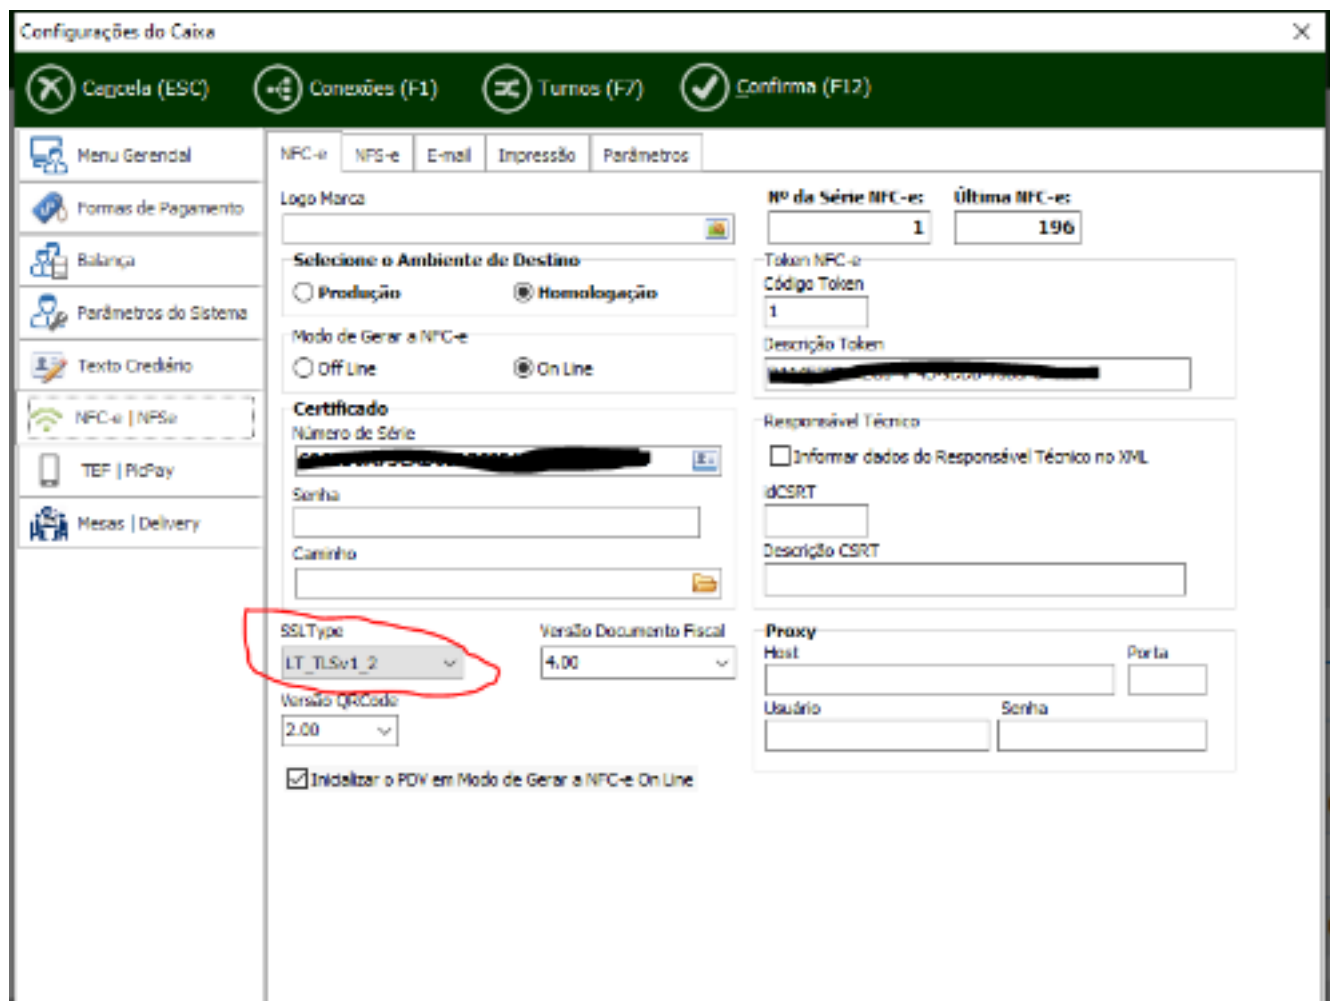 Configurações do Caixa
Cancela (ESC)
Conexões (F1)
Turnos (F7)
Confirma (F12)
Menu Gerencial
Formas de Pagamento
Balança
Parâmetros do Sistema
Texto Crediário
NFC-e | NFSe
TEF | PicPay
Mesas | Delivery
NFC-e
NFS-e
E-mail
Impressão
Parâmetros
Logo Marca
Selecione o Ambiente de Destino
Produção
Homologação
Modo de Gerar a NFC-e
Off Line
On Line
Certificado
Número de Série
Senha
Caminho
SSLType
LT_TLSv1_2
Versão Documento Fiscal
4.00
Versão QRCode
2.00
Inicializar o PDV em Modo de Gerar a NFC-e On Line
Nº da Série NFC-e:
1
Última NFC-e:
196
Token NFC-e
Código Token
1
Descrição Token
Responsável Técnico
Informar dados do Responsável Técnico no XML
idCSRT
Descrição CSRT
Proxy
Host
Porta
Usuário
Senha